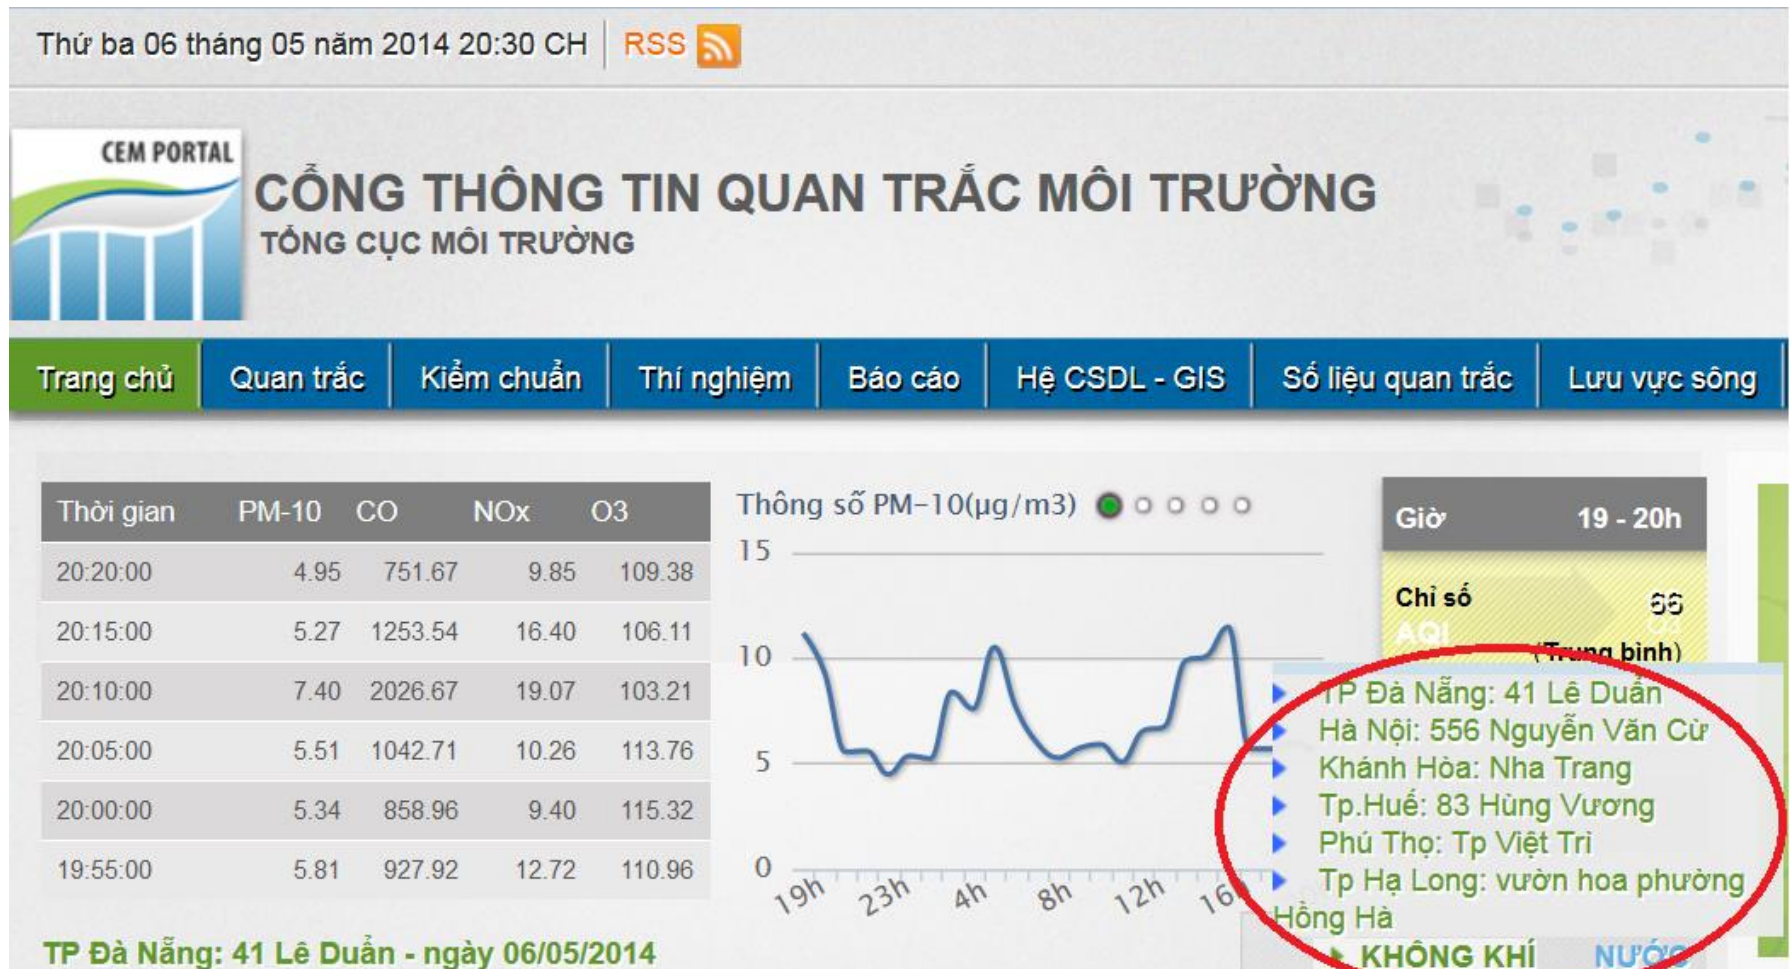 Thứ ba 06 tháng 05 năm 2014 20:30 CH RSS
CEM PORTAL
CỔNG THÔNG TIN QUAN TRẮC MÔI TRƯỜNG
TỔNG CỤC MÔI TRƯỜNG
Trang chủ Quan trắc Kiểm chuẩn Thí nghiệm Báo cáo Hệ CSDL - GIS Số liệu quan trắc Lưu vực sông
Thời gian PM-10 CO NOx O3
20:20:00 4.95 751.67 9.85 109.38
20:15:00 5.27 1253.54 16.40 106.11
20:10:00 7.40 2026.67 19.07 103.21
20:05:00 5.51 1042.71 10.26 113.76
20:00:00 5.34 858.96 9.40 115.32
19:55:00 5.81 927.92 12.72 110.96
TP Đà Nẵng: 41 Lê Duẩn - ngày 06/05/2014
Thông số PM-10(µg/m3)
15
10
5
0
19h 23h 4h 8h 12h 16h
Giờ 19 - 20h
Chỉ số 66
AQI
(Trung bình)
TP Đà Nẵng: 41 Lê Duẩn
Hà Nội: 556 Nguyễn Văn Cừ
Khánh Hòa: Nha Trang
Tp.Huế: 83 Hùng Vương
Phú Thọ: Tp Việt Trì
Tp Hạ Long: vườn hoa phường
Hồng Hà
KHÔNG KHÍ NƯỚC